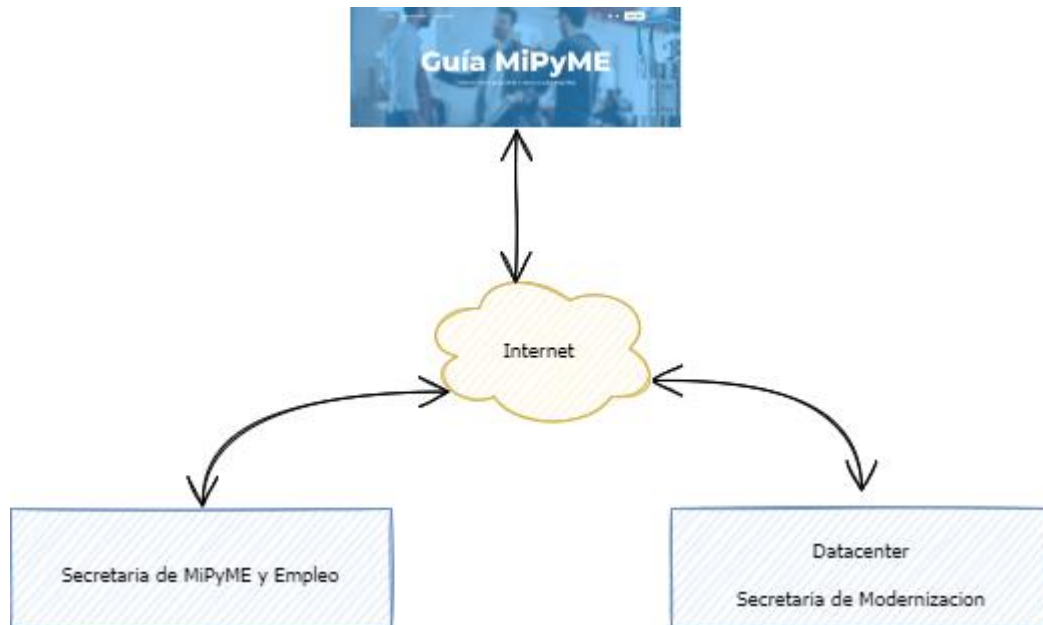 Guía MiPyME
Internet
Secretaria de MiPyME y Empleo
Datacenter
Secretaria de Modernizacion